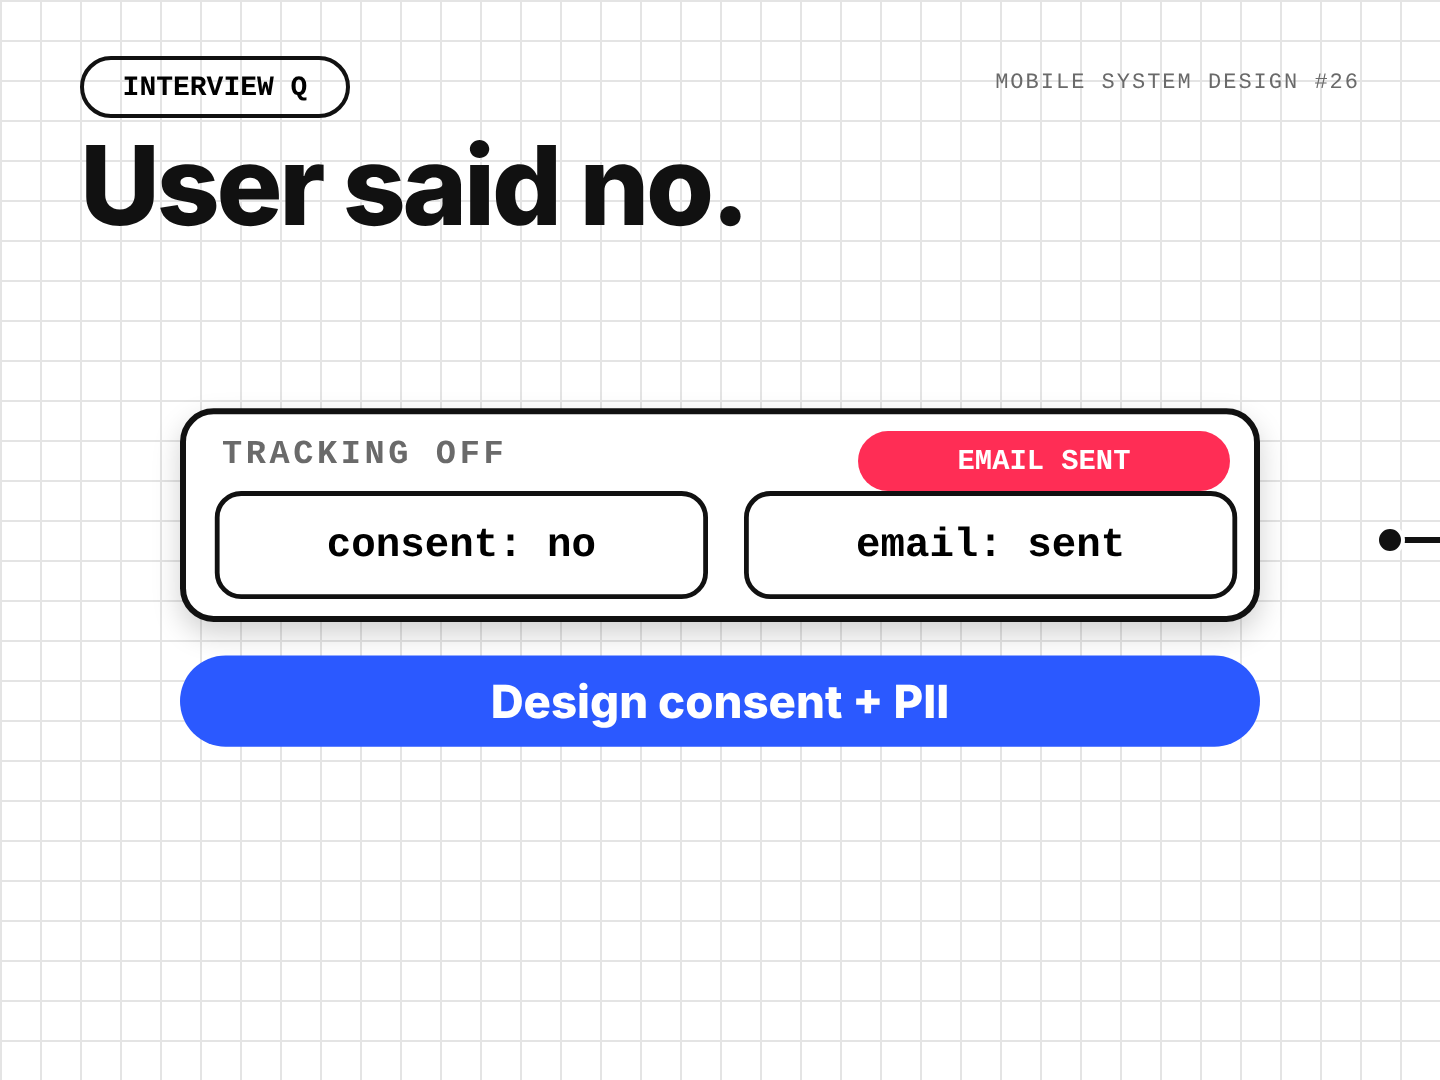 INTERVIEW Q
MOBILE SYSTEM DESIGN #26
User said no.
TRACKING OFF
EMAIL SENT
consent: no
email: sent
Design consent + PII